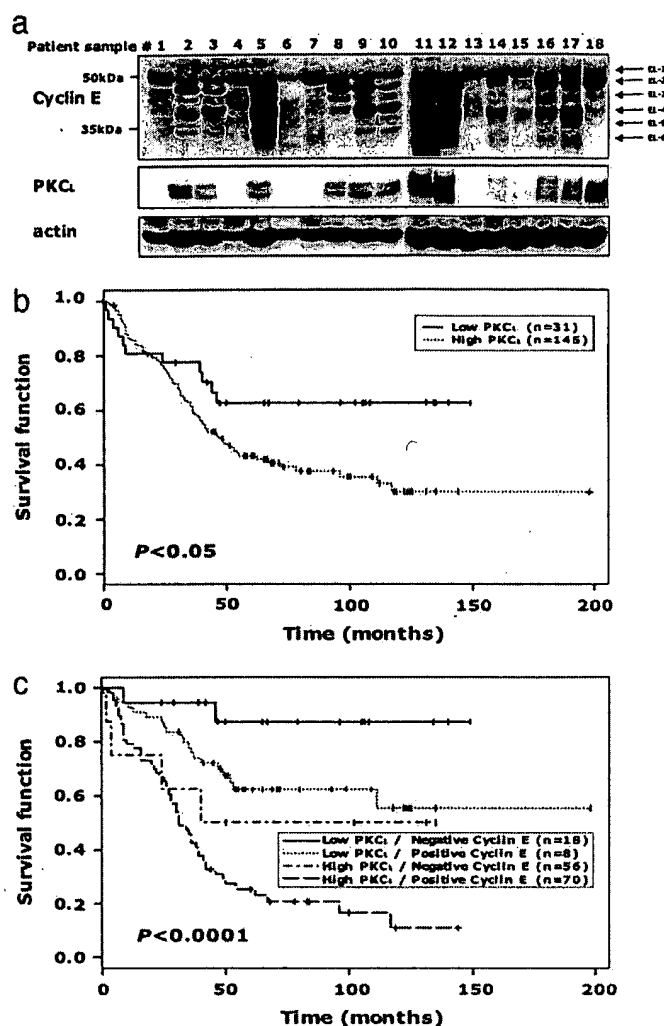 a
Patient sample # 1 2 3 4 5 6 7 8 9 10 11 12 13 14 15 16 17 18
50kDa
Cyclin E
35kDa
PKCι
actin
b
Survival function
1.0
0.8
0.6
0.4
0.2
0.0
Low PKCι (n=31)
High PKCι (n=145)
P<0.05
0 50 100 150 200
Time (months)
c
Survival function
1.0
0.8
0.6
0.4
0.2
0.0
Low PKCι / Negative Cyclin E (n=18)
Low PKCι / Positive Cyclin E (n=8)
High PKCι / Negative Cyclin E (n=56)
High PKCι / Positive Cyclin E (n=70)
P<0.0001
0 50 100 150 200
Time (months)